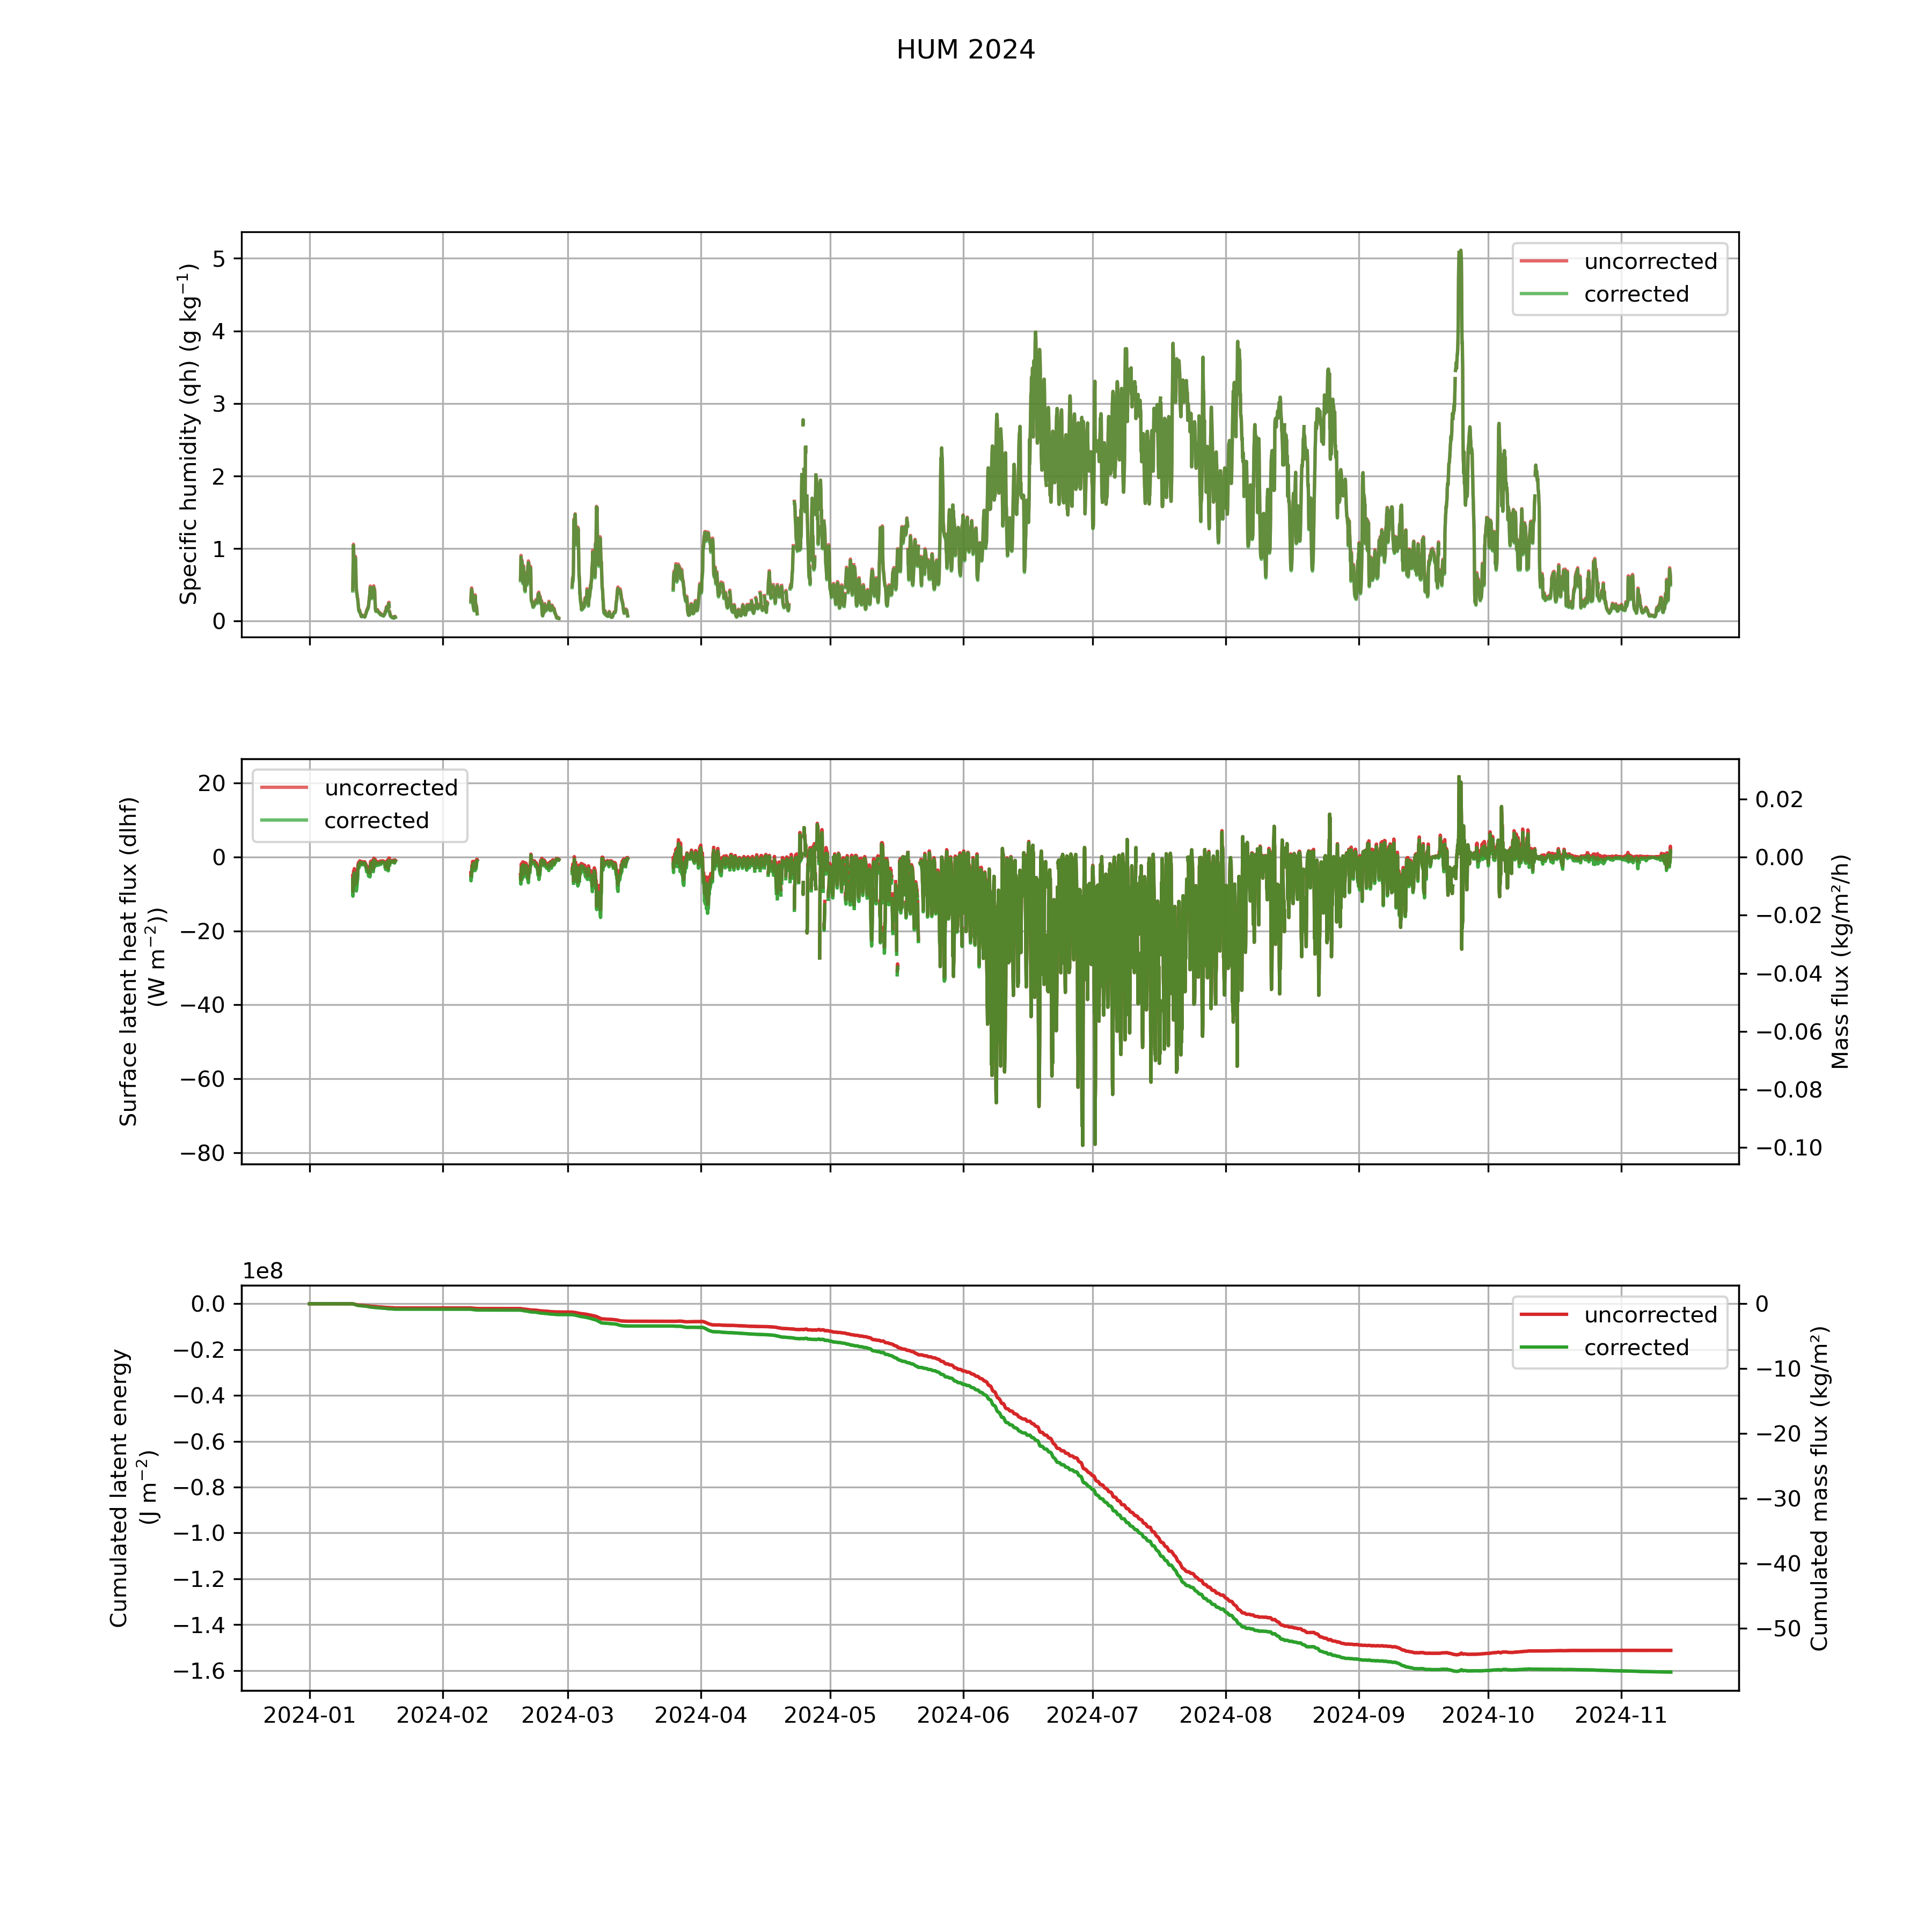 HUM 2024
Specific humidity (qh) (g kg⁻¹)
5
4
3
2
1
0
uncorrected
corrected
Surface latent heat flux (dlhf)
(W m⁻²))
20
0
−20
−40
−60
−80
uncorrected
corrected
0.02
0.00
−0.02
−0.04
−0.06
−0.08
−0.10
Mass flux (kg/m²/h)
1e8
Cumulated latent energy
(J m⁻²)
0.0
−0.2
−0.4
−0.6
−0.8
−1.0
−1.2
−1.4
−1.6
uncorrected
corrected
0
−10
−20
−30
−40
−50
Cumulated mass flux (kg/m²)
2024-01 2024-02 2024-03 2024-04 2024-05 2024-06 2024-07 2024-08 2024-09 2024-10 2024-11